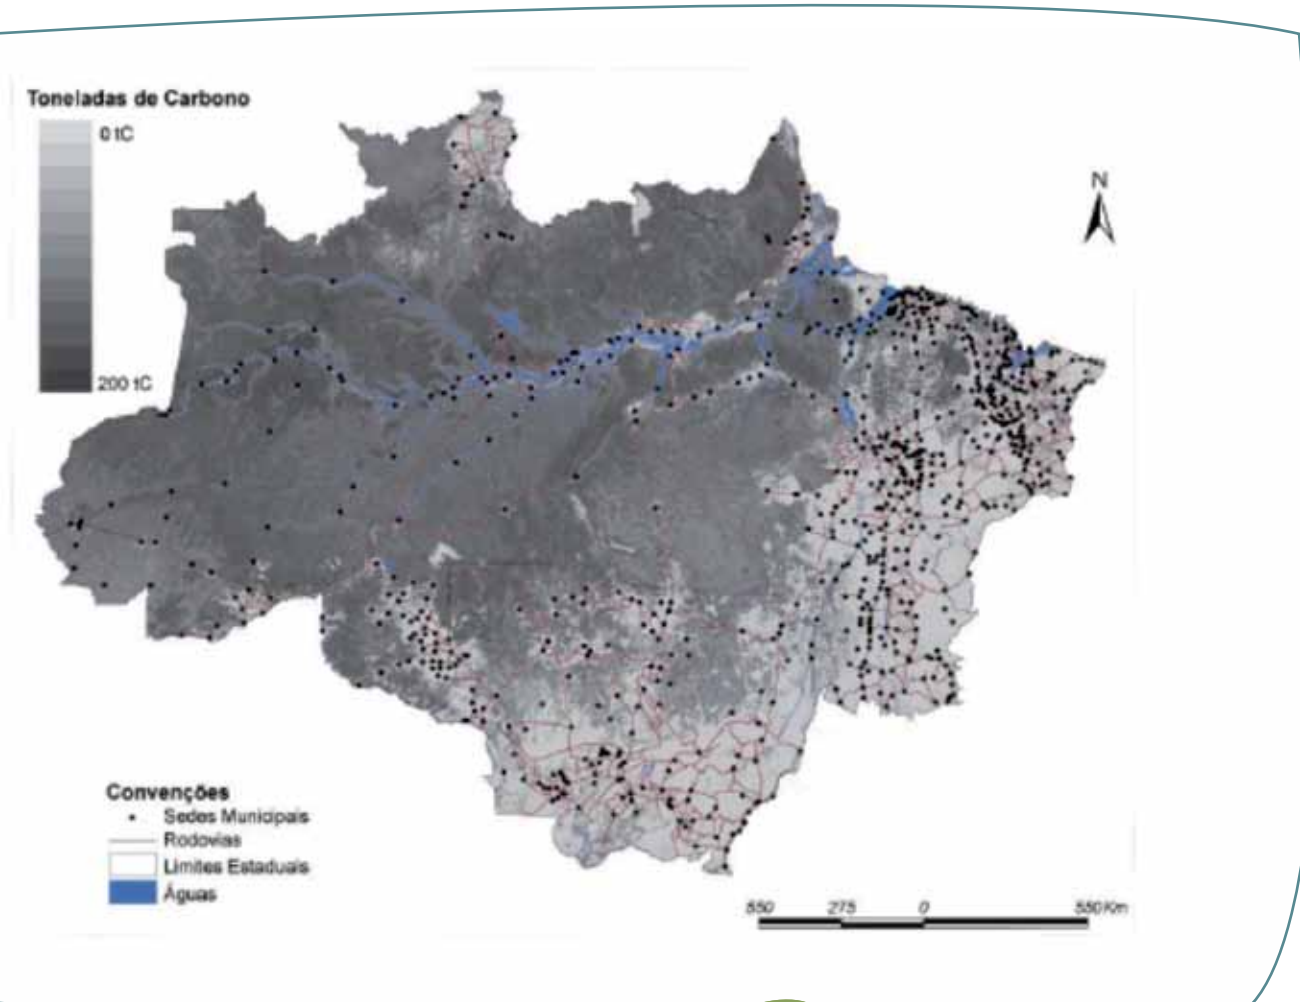 Toneladas de Carbono
0 tC
200 tC
N
Convenções
Sedes Municipais
Rodovias
Limites Estaduais
Águas
550 275 0 550 Km